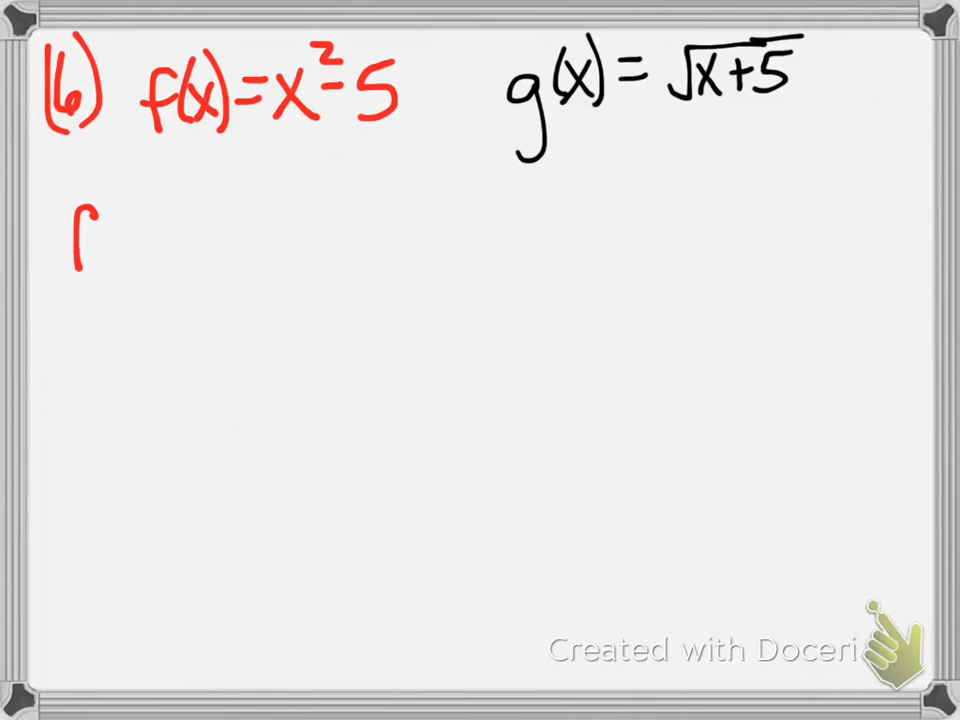 (6) f(x)=x²-5 g(x)=√x+5
Created with Doceri